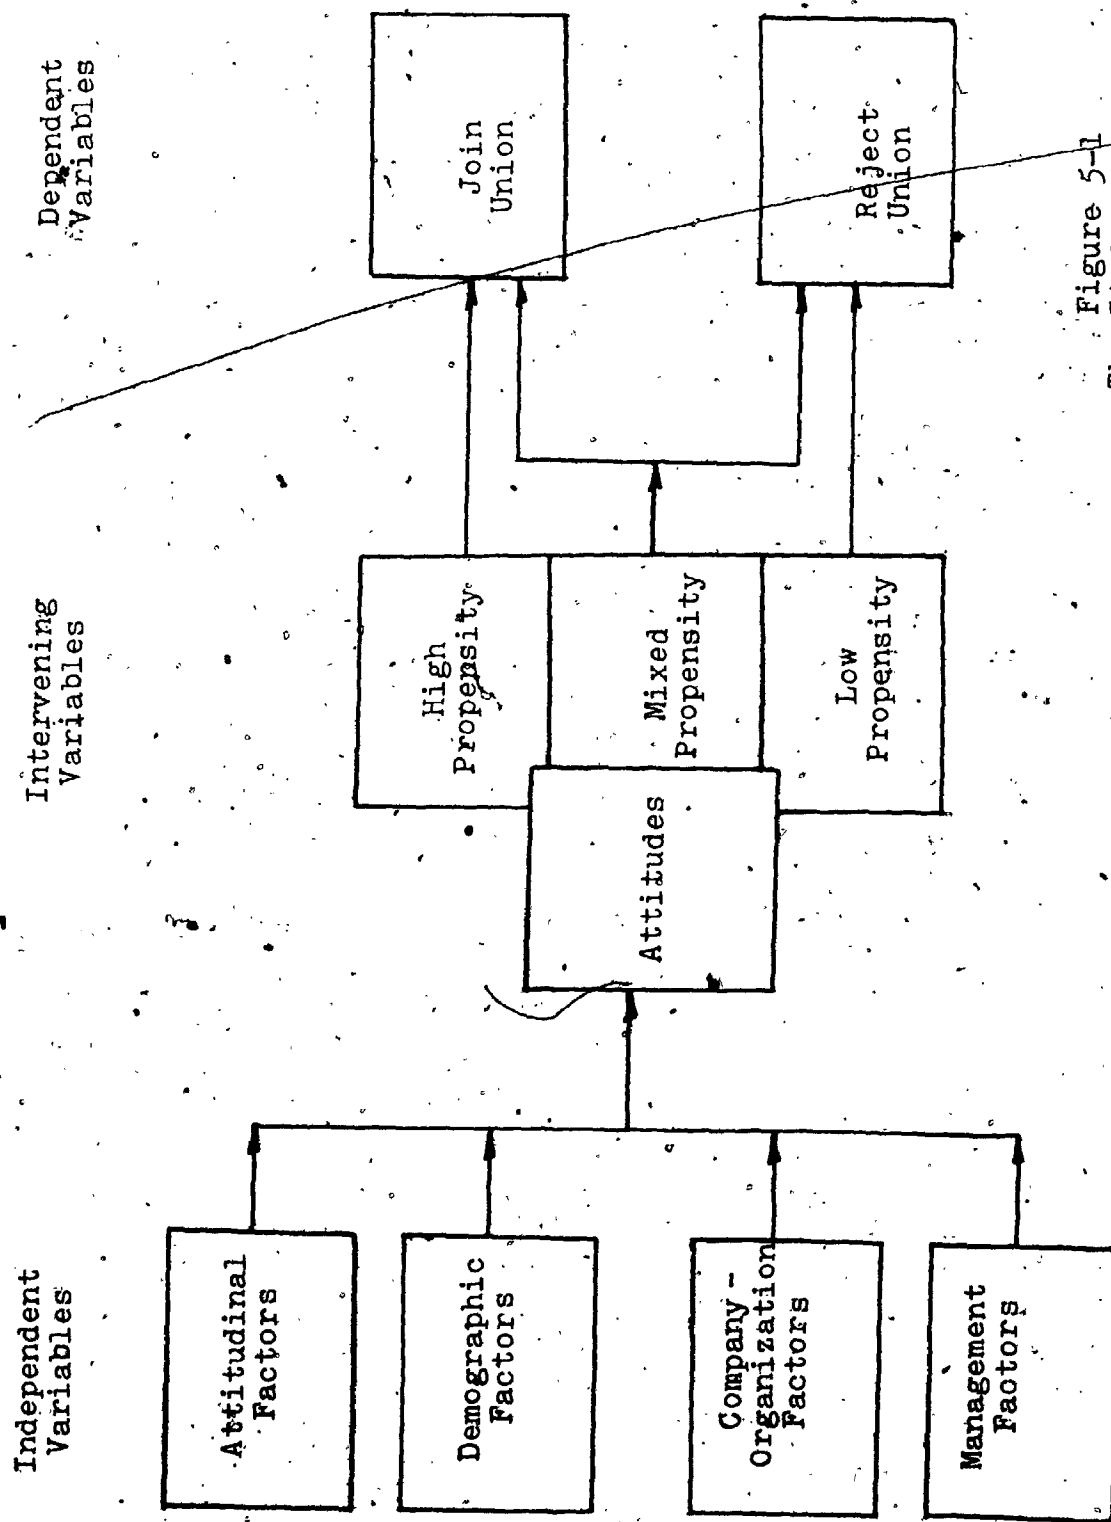 Independent
Variables
Intervening
Variables
Dependent
Variables
Attitudinal
Factors
Demographic
Factors
Company-
Organization
Factors
Management
Factors
Attitudes
High
Propensity
Mixed
Propensity
Low
Propensity
Join
Union
Reject
Union
Figure 5-1